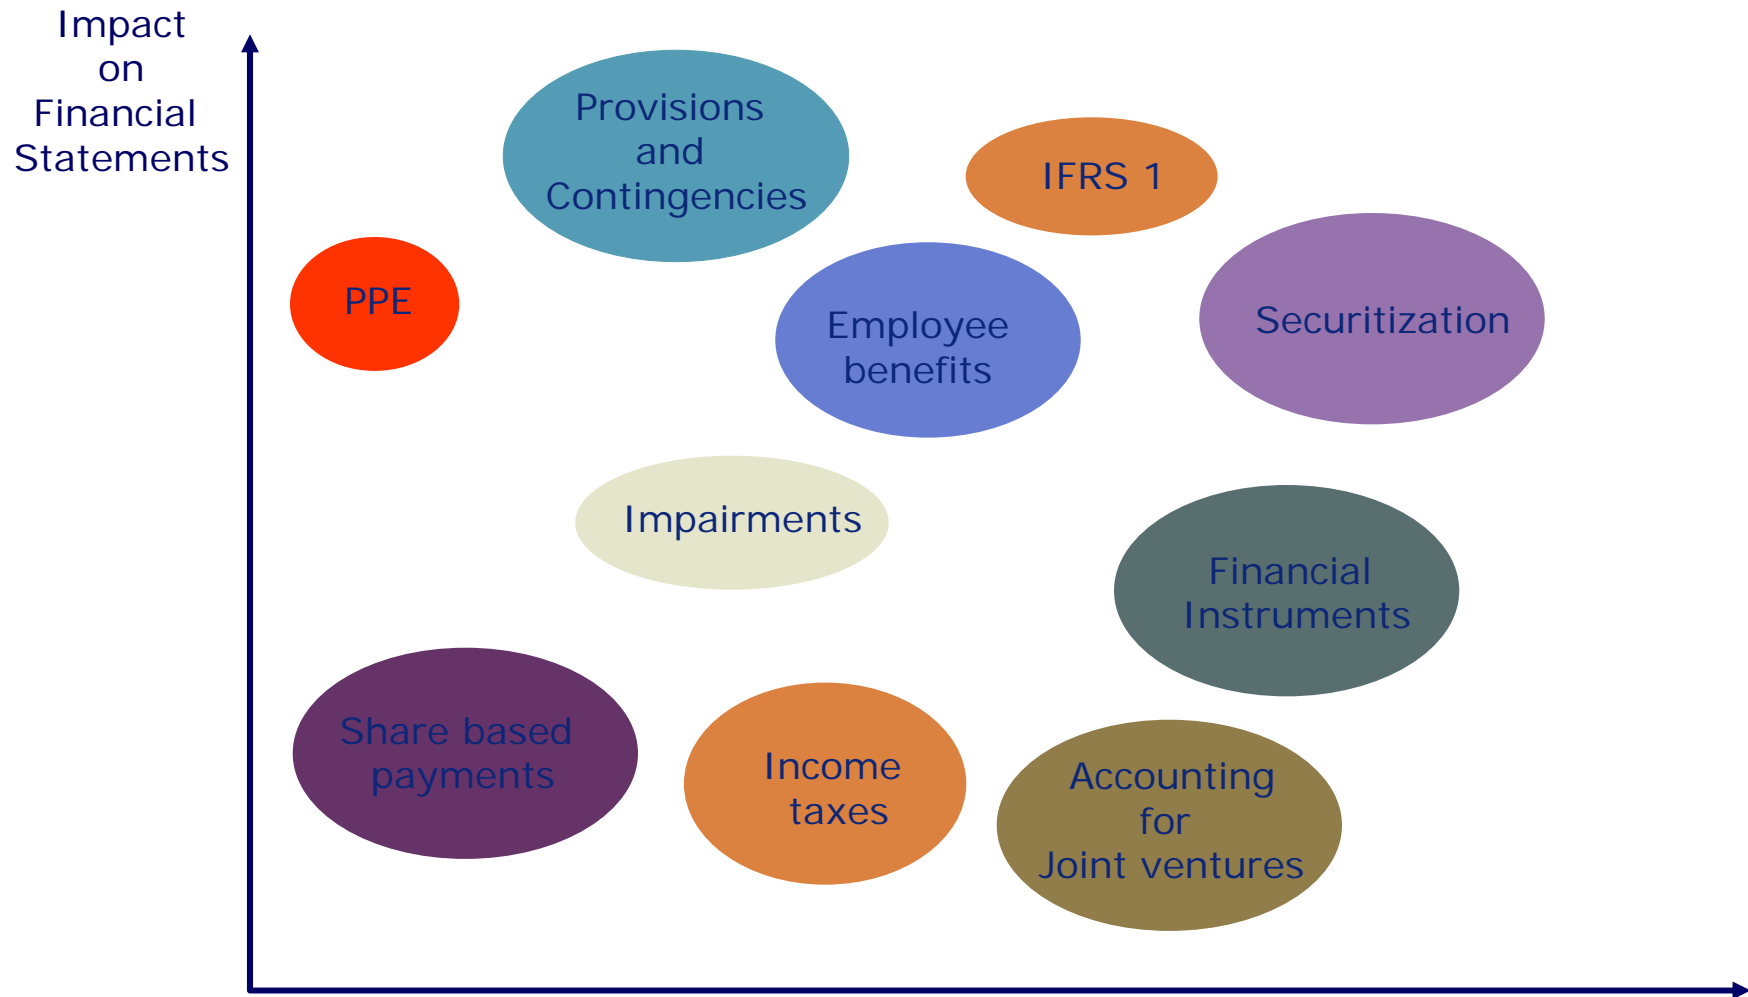 Impact
on
Financial
Statements
Provisions
and
Contingencies
IFRS 1
PPE
Employee
benefits
Securitization
Impairments
Financial
Instruments
Share based
payments
Income
taxes
Accounting
for
Joint ventures